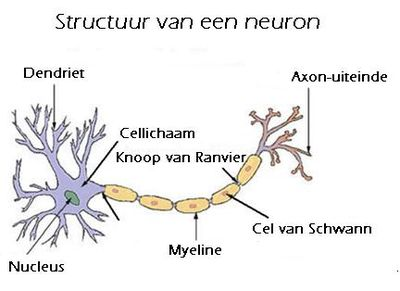 Structuur van een neuron
Dendriet
Axon-uiteinde
Cellichaam
Knoop van Ranvier
Cel van Schwann
Myeline
Nucleus